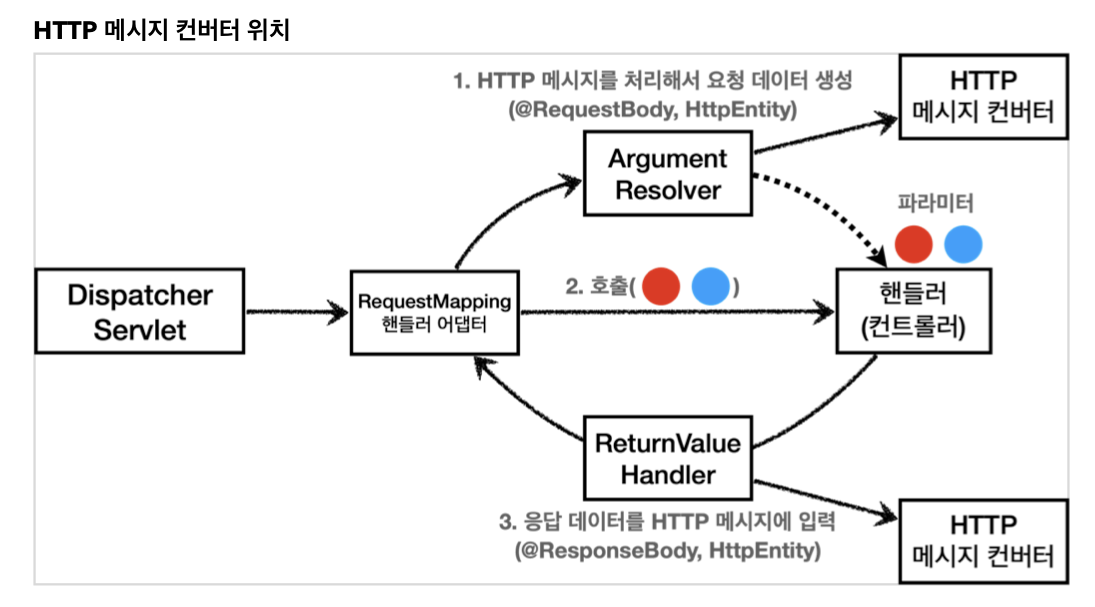 HTTP 메시지 컨버터 위치
1. HTTP 메시지를 처리해서 요청 데이터 생성
(@RequestBody, HttpEntity)
HTTP
메시지 컨버터
Argument
Resolver
파라미터
Dispatcher
Servlet
RequestMapping
핸들러 어댑터
2. 호출( )
핸들러
(컨트롤러)
ReturnValue
Handler
3. 응답 데이터를 HTTP 메시지에 입력
(@ResponseBody, HttpEntity)
HTTP
메시지 컨버터